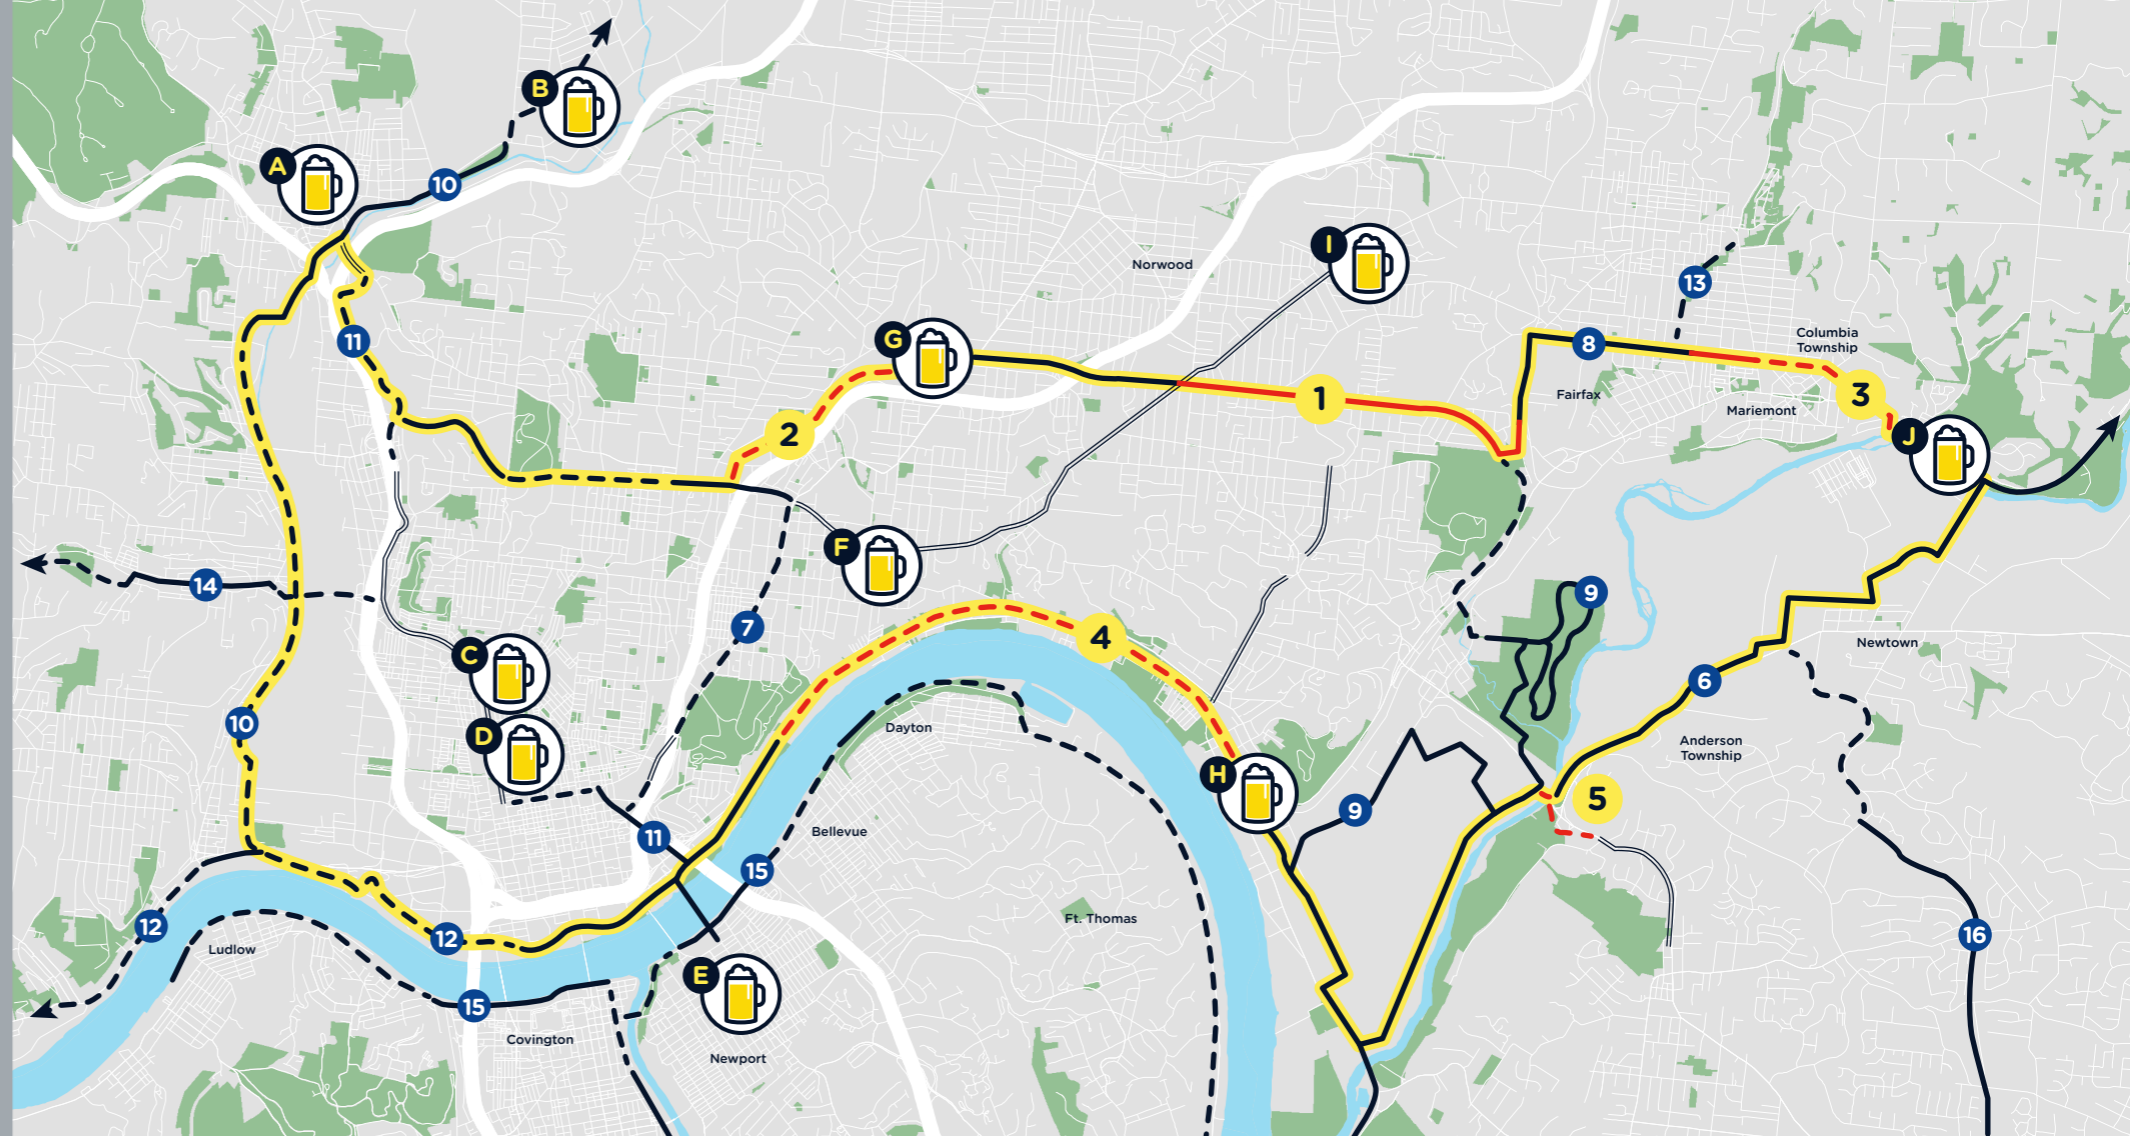 B
A
10
I
Norwood
13
11
G
8
Columbia
Township
Fairfax
3
1
Mariemont
2
J
F
14
9
7
4
Newtown
C
6
10
D
Dayton
Anderson
Township
H
5
9
Bellevue
11
15
Ft. Thomas
12
12
16
Ludlow
E
15
Covington
Newport